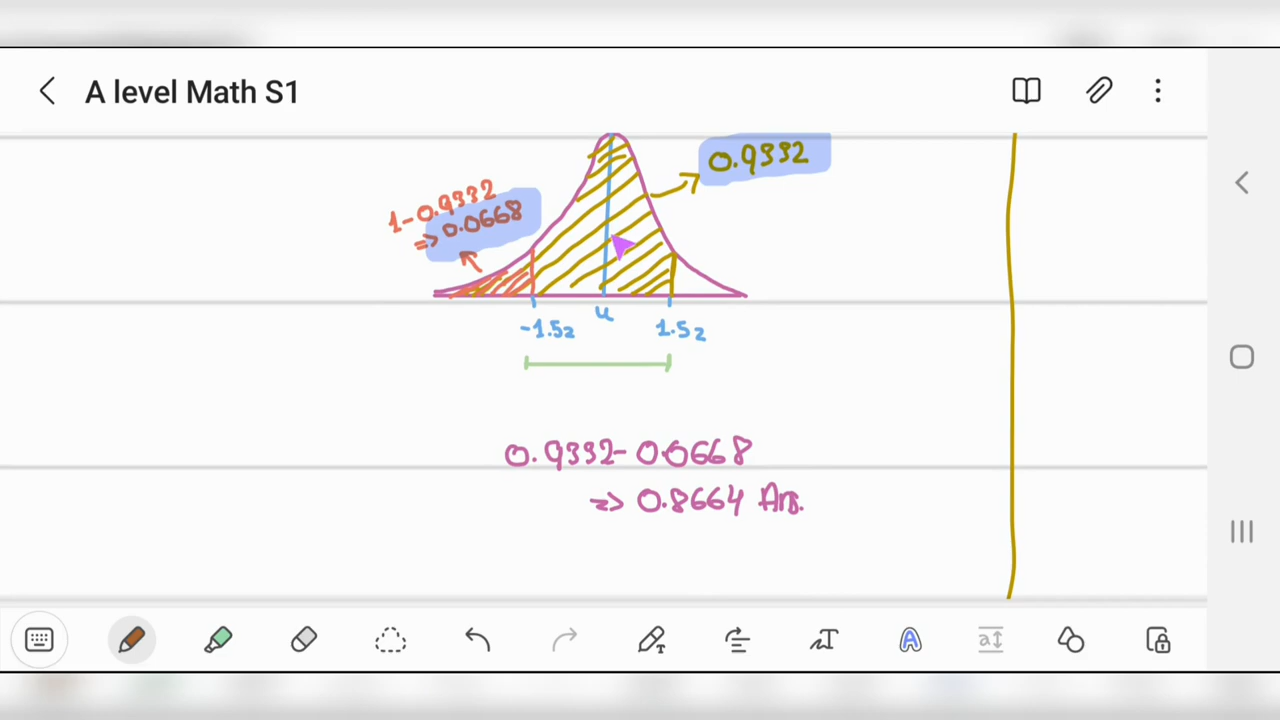 A level Math S1
0.9332
1-0.9332
=> 0.0668
-1.5z
u
1.5z
0.9332-0.0668
=> 0.8664 Ans.